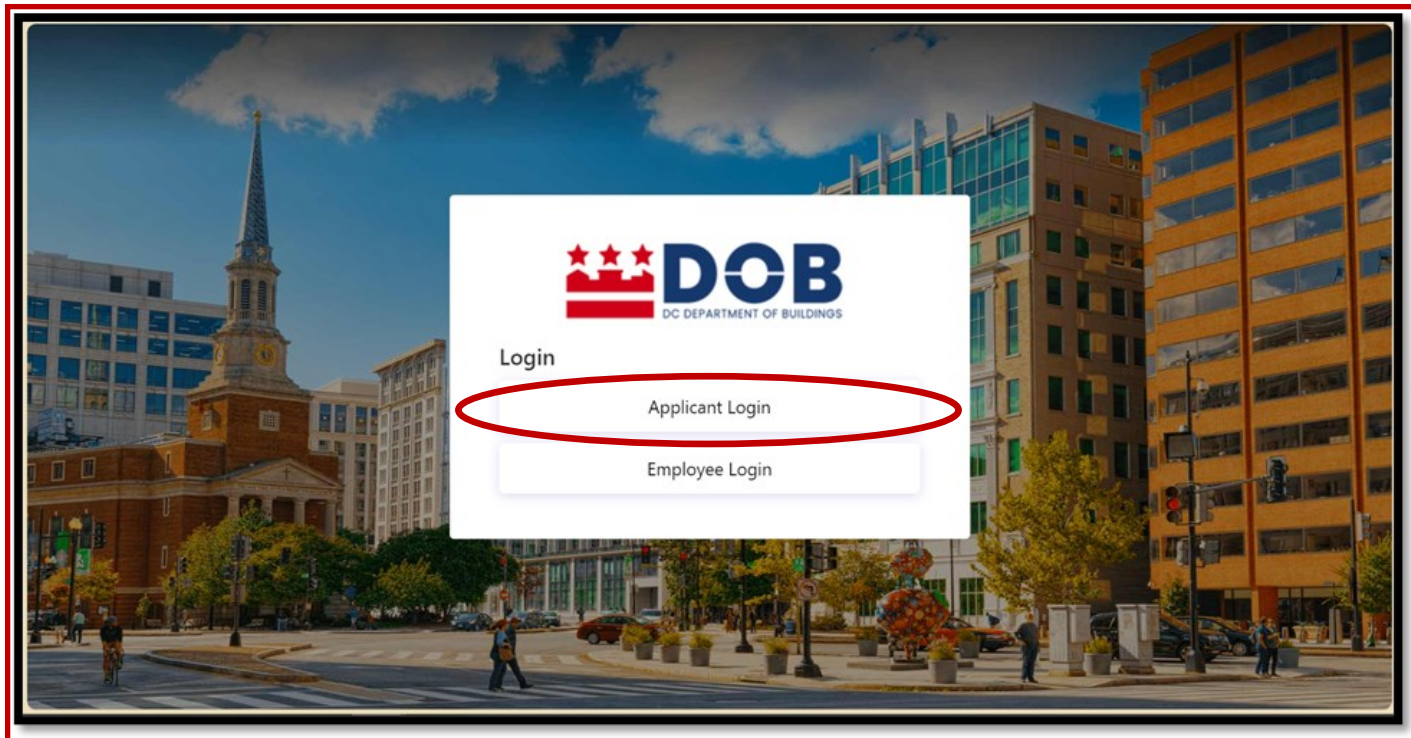 DOB
DC DEPARTMENT OF BUILDINGS
Login
Applicant Login
Employee Login